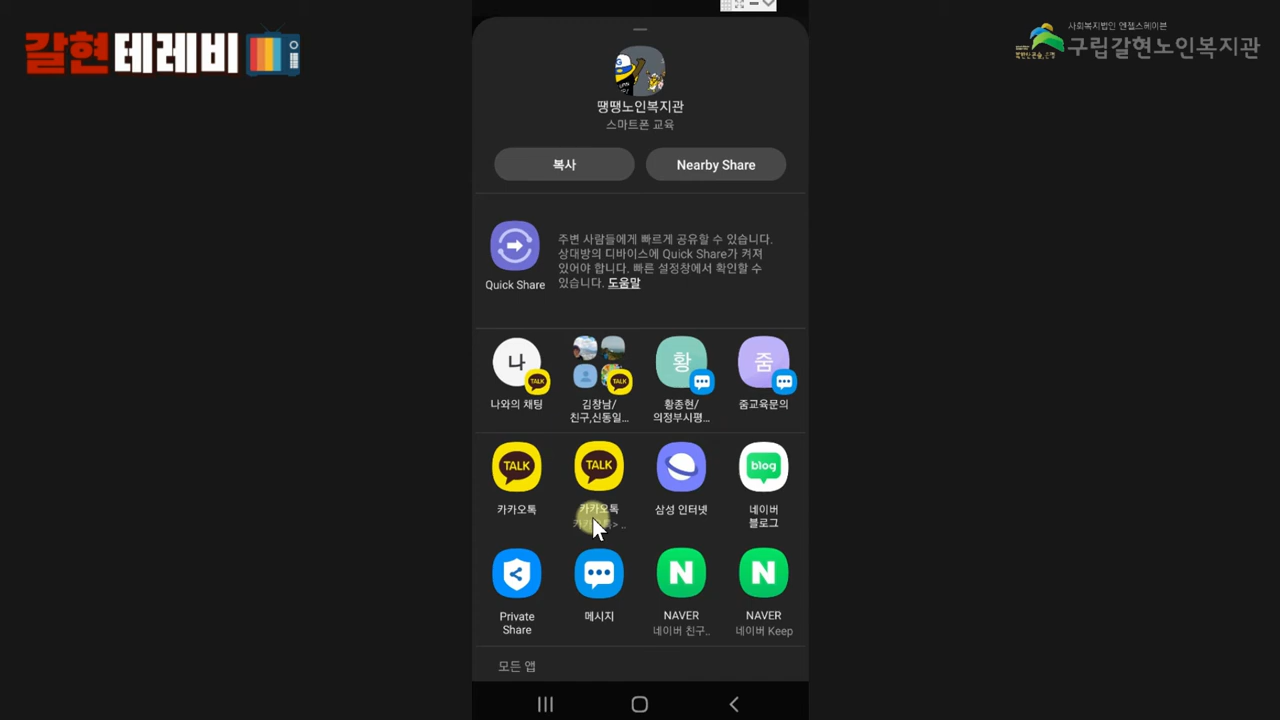 갈현테레비
사회복지법인 엔젤스헤이븐
구립갈현노인복지관
땡땡노인복지관
스마트폰 교육
복사
Nearby Share
주변 사람들에게 빠르게 공유할 수 있습니다.
상대방의 디바이스에 Quick Share가 켜져
있어야 합니다. 빠른 설정창에서 확인할 수
있습니다. 도움말
Quick Share
나
TALK
TALK
황
줌
나와의 채팅
김창남/
친구,신동일...
황종현/
의정부시평...
줌교육문의
TALK
TALK
blog
카카오톡
카카오톡
삼성 인터넷
네이버
블로그
N
N
Private
Share
메시지
NAVER
네이버 친구..
NAVER
네이버 Keep
모든 앱